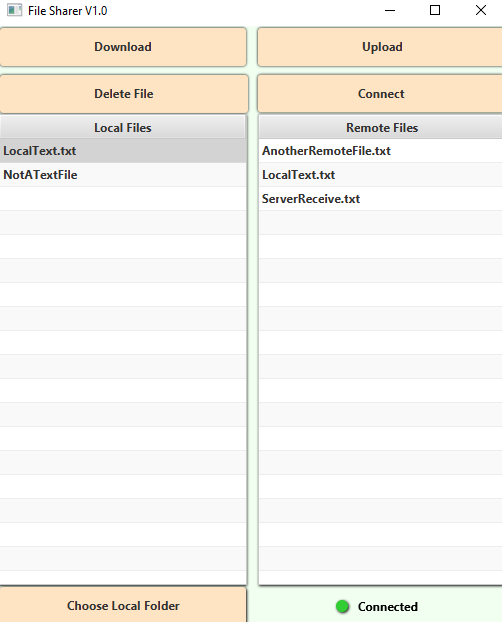 File Sharer V1.0
Download
Upload
Delete File
Connect
Local Files
Remote Files
LocalText.txt
AnotherRemoteFile.txt
NotATextFile
LocalText.txt
ServerReceive.txt
Choose Local Folder
Connected